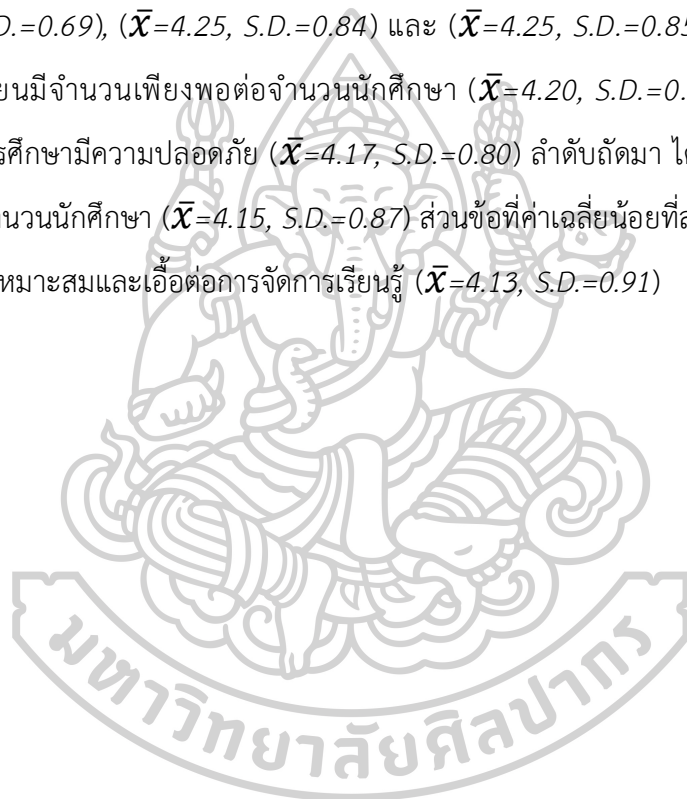 D.=0.69), (x̄=4.25, S.D.=0.84) และ (x̄=4.25, S.D.=0.85
ยนมีจำนวนเพียงพอต่อจำนวนนักศึกษา (x̄=4.20, S.D.=0.
รศึกษามีความปลอดภัย (x̄=4.17, S.D.=0.80) ลำดับถัดมา ได้
านวนนักศึกษา (x̄=4.15, S.D.=0.87) ส่วนข้อที่ค่าเฉลี่ยน้อยที่ส
หมาะสมและเอื้อต่อการจัดการเรียนรู้ (x̄=4.13, S.D.=0.91)
มหาวิทยาลัยศิลปากร